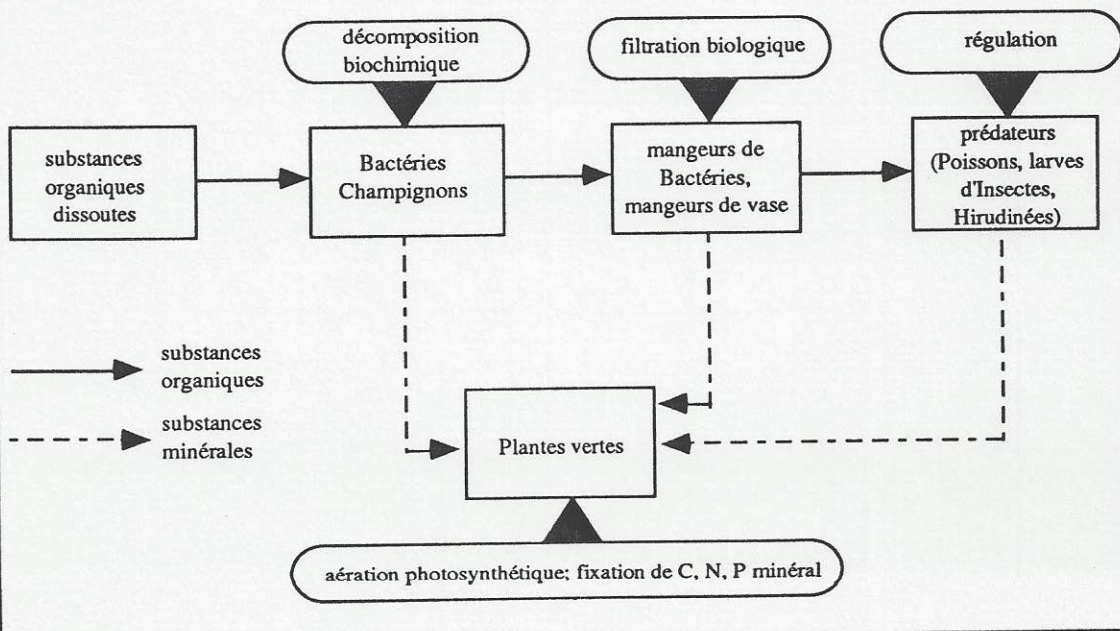 décomposition
biochimique
filtration biologique
régulation
substances
organiques
dissoutes
Bactéries
Champignons
mangeurs de
Bactéries,
mangeurs de vase
prédateurs
(Poissons, larves
d'Insectes,
Hirudinées)
substances
organiques
substances
minérales
Plantes vertes
aération photosynthétique; fixation de C, N, P minéral